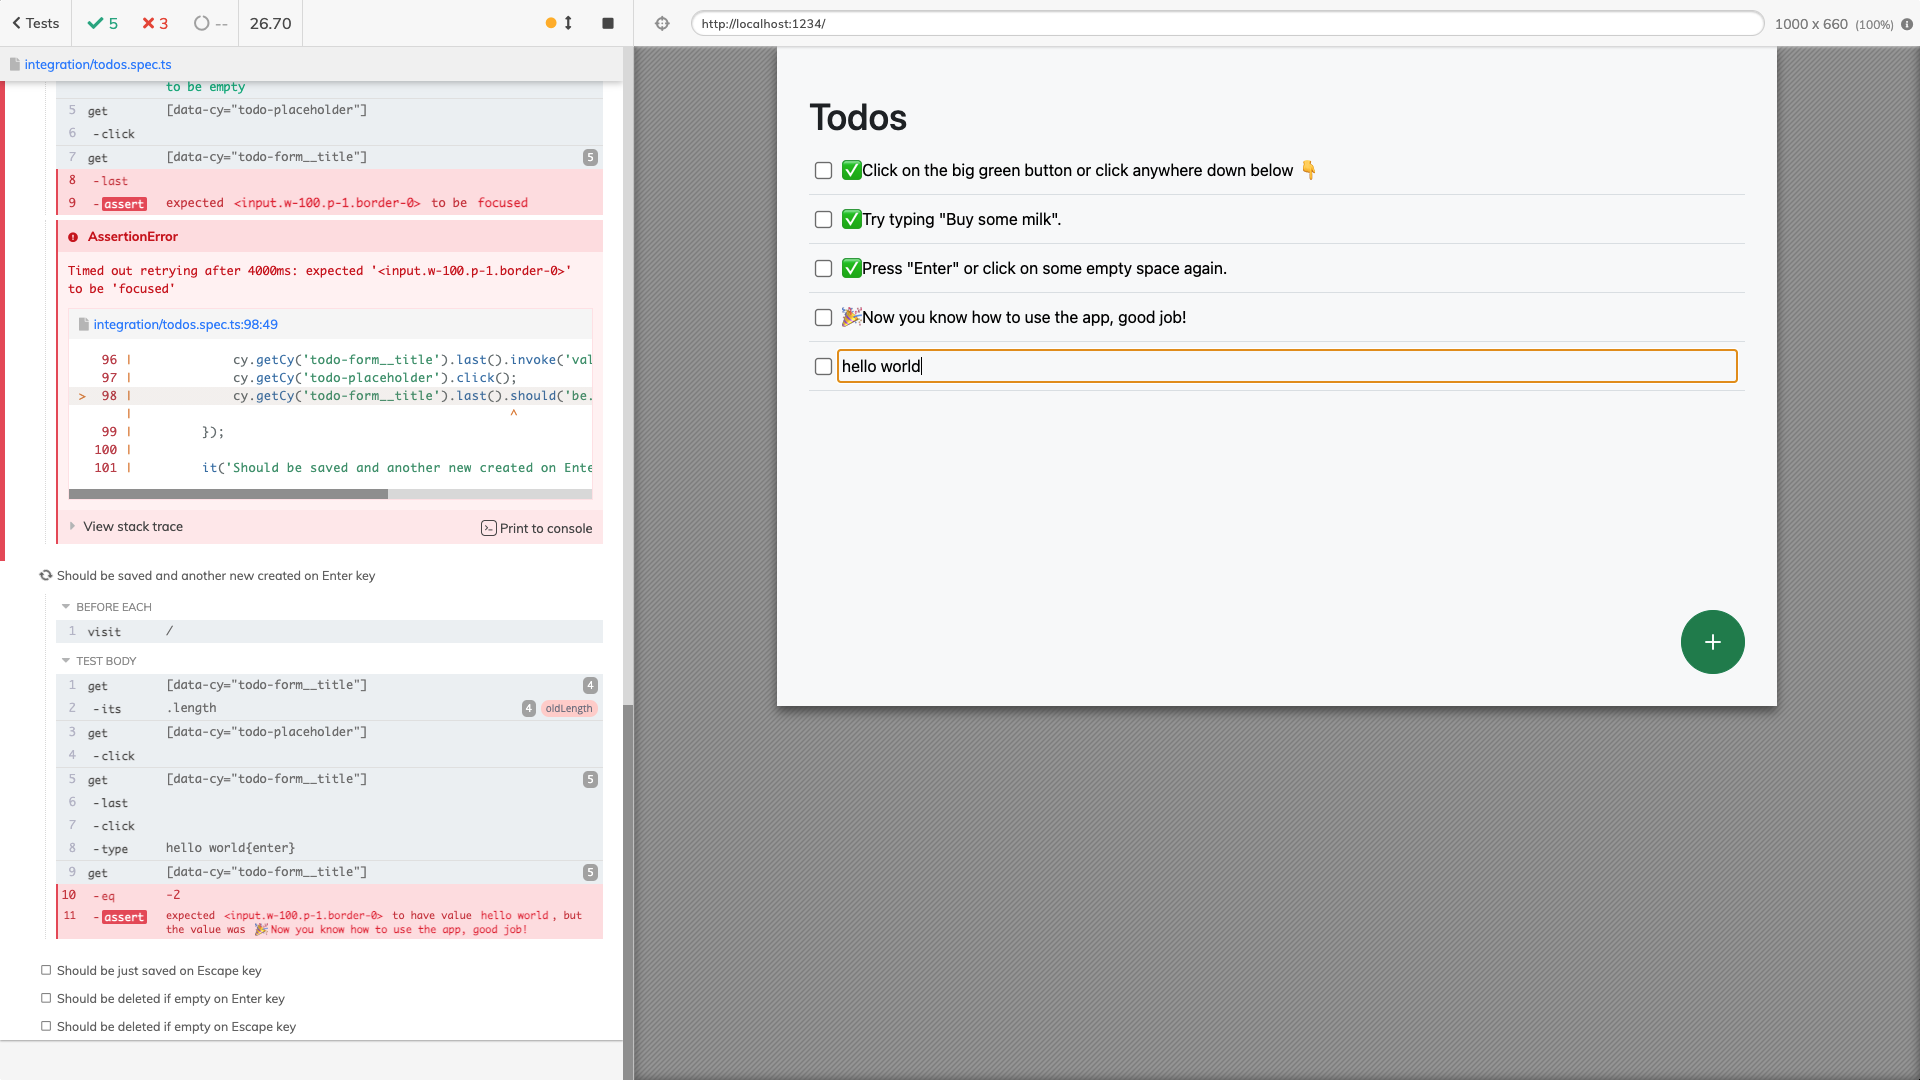 Tests
5
3
--
26.70
http://localhost:1234/
1000 x 660 (100%)
integration/todos.spec.ts
to be empty
5 get [data-cy="todo-placeholder"]
6 -click
7 get [data-cy="todo-form__title"] 5
8 -last
9 -assert expected <input.w-100.p-1.border-0> to be focused
AssertionError
Timed out retrying after 4000ms: expected '<input.w-100.p-1.border-0>'
to be 'focused'
integration/todos.spec.ts:98:49
96 | cy.getCy('todo-form__title').last().invoke('val
97 | cy.getCy('todo-placeholder').click();
> 98 | cy.getCy('todo-form__title').last().should('be.
| ^
99 | });
100 |
101 | it('Should be saved and another new created on Ente
View stack trace
Print to console
Should be saved and another new created on Enter key
BEFORE EACH
1 visit /
TEST BODY
1 get [data-cy="todo-form__title"] 4
2 -its .length 4 oldLength
3 get [data-cy="todo-placeholder"]
4 -click
5 get [data-cy="todo-form__title"] 5
6 -last
7 -click
8 -type hello world{enter}
9 get [data-cy="todo-form__title"] 5
10 -eq -2
11 -assert expected <input.w-100.p-1.border-0> to have value hello world, but
the value was 🎉Now you know how to use the app, good job!
Should be just saved on Escape key
Should be deleted if empty on Enter key
Should be deleted if empty on Escape key
Todos
✅Click on the big green button or click anywhere down below 👇
✅Try typing "Buy some milk".
✅Press "Enter" or click on some empty space again.
🎉Now you know how to use the app, good job!
hello world
+